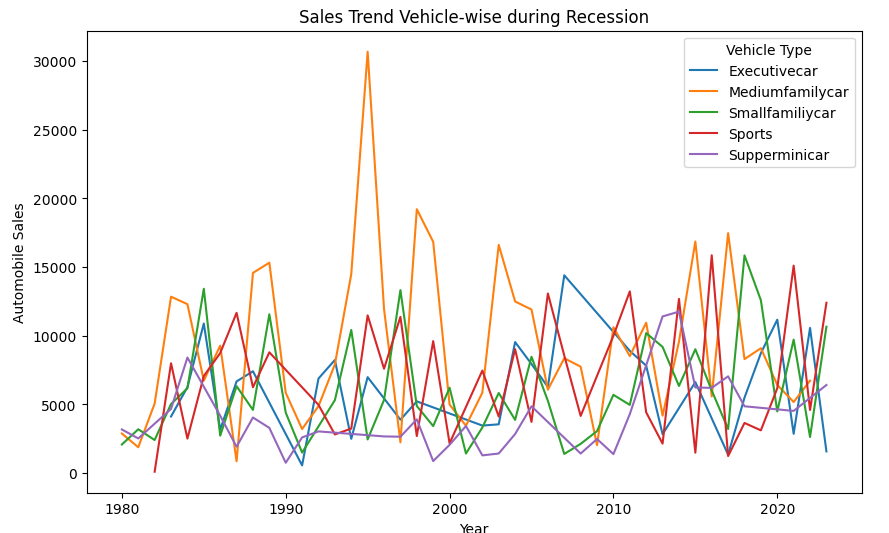 Sales Trend Vehicle-wise during Recession
Vehicle Type
Executivecar
Mediumfamilycar
Smallfamiliycar
Sports
Supperminicar
Automobile Sales
30000
25000
20000
15000
10000
5000
0
1980
1990
2000
2010
2020
Year